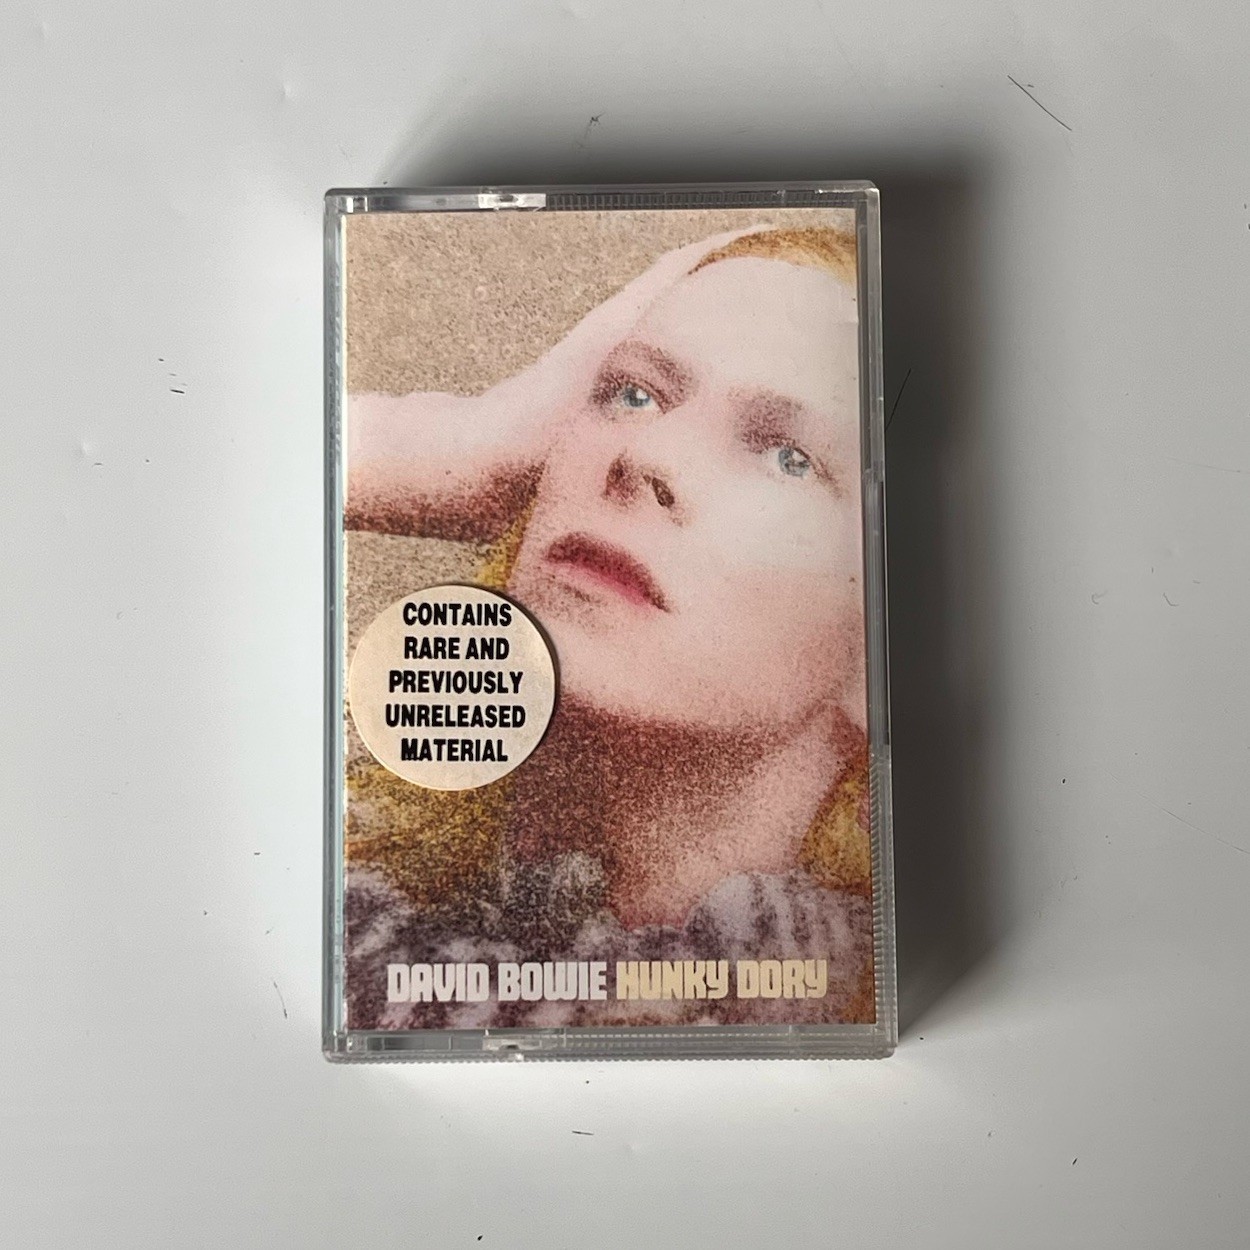 CONTAINS
RARE AND
PREVIOUSLY
UNRELEASED
MATERIAL
DAVID BOWIE HUNKY DORY